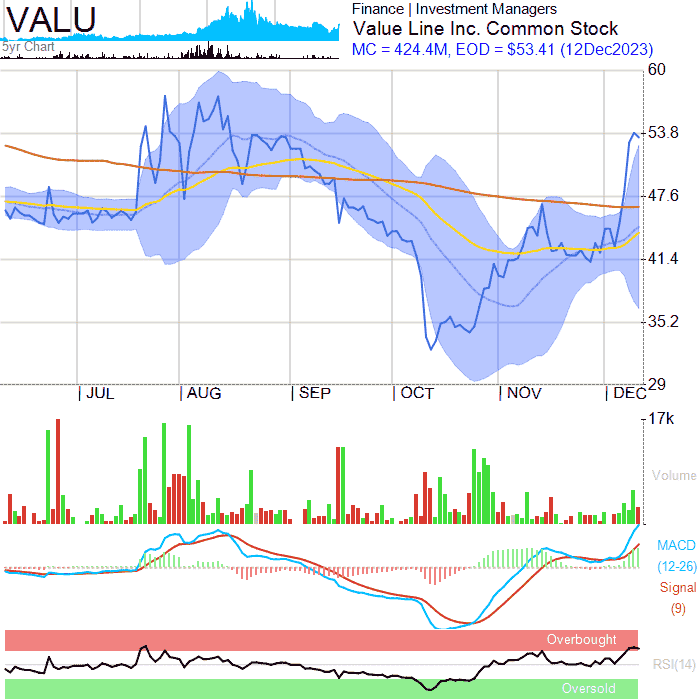 VALU
5yr Chart
Finance | Investment Managers
Value Line Inc. Common Stock
MC = 424.4M, EOD = $53.41 (12Dec2023)
60
53.8
47.6
41.4
35.2
29
| JUL | AUG | SEP | OCT | NOV | DEC
17k
Volume
MACD
(12-26)
Signal
(9)
Overbought
RSI(14)
Oversold